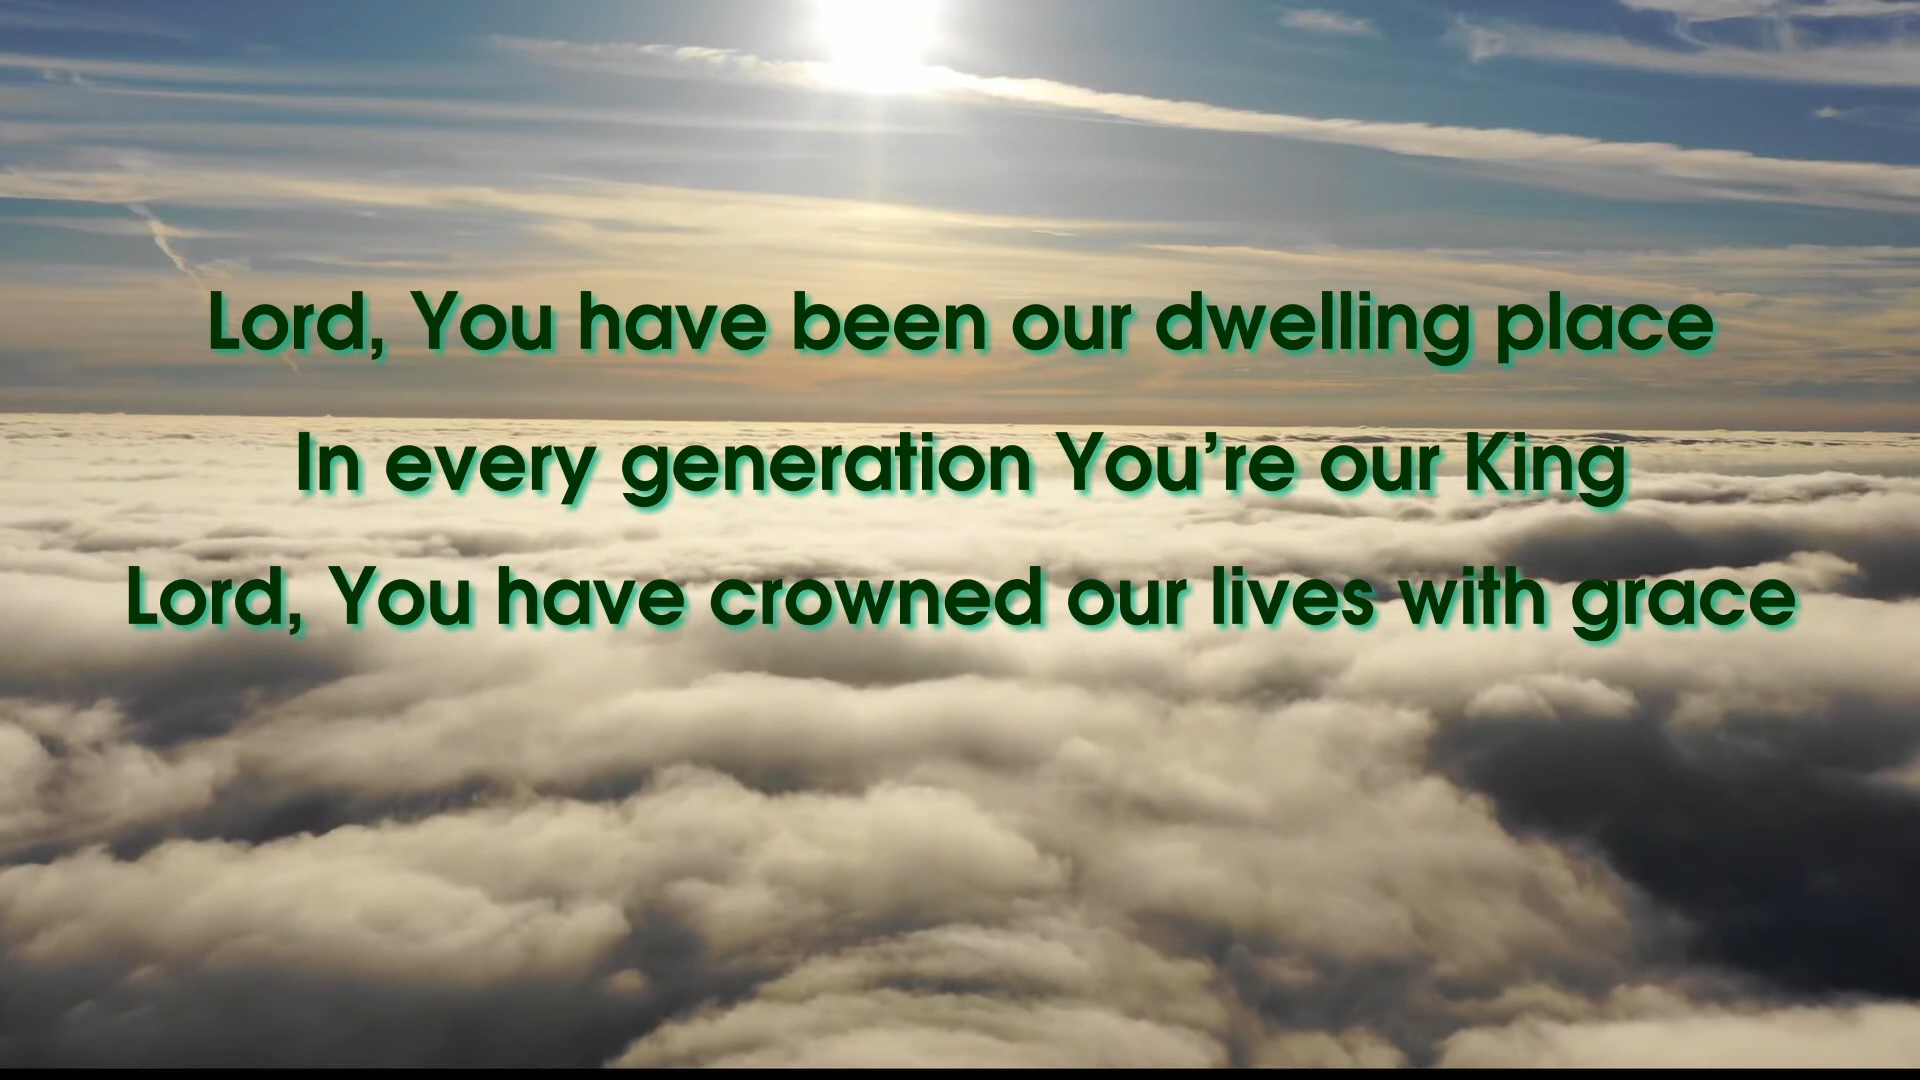 Lord, You have been our dwelling place
In every generation You’re our King
Lord, You have crowned our lives with grace